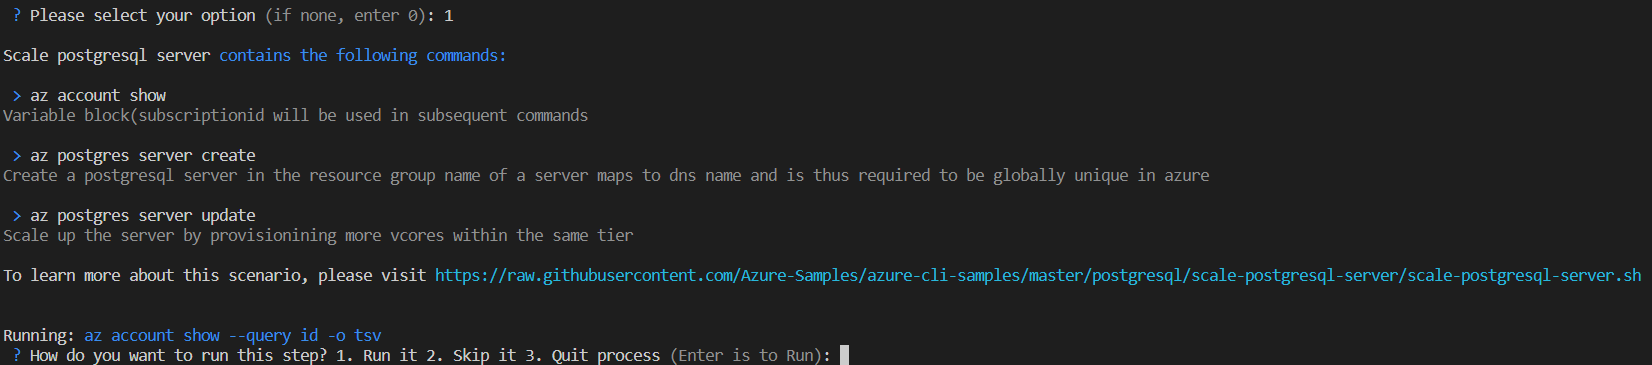 ? Please select your option (if none, enter 0): 1
Scale postgresql server contains the following commands:
> az account show
Variable block(subscriptionid will be used in subsequent commands
> az postgres server create
Create a postgresql server in the resource group name of a server maps to dns name and is thus required to be globally unique in azure
> az postgres server update
Scale up the server by provisionining more vcores within the same tier
To learn more about this scenario, please visit https://raw.githubusercontent.com/Azure-Samples/azure-cli-samples/master/postgresql/scale-postgresql-server/scale-postgresql-server.sh
Running: az account show --query id -o tsv
? How do you want to run this step? 1. Run it 2. Skip it 3. Quit process (Enter is to Run):